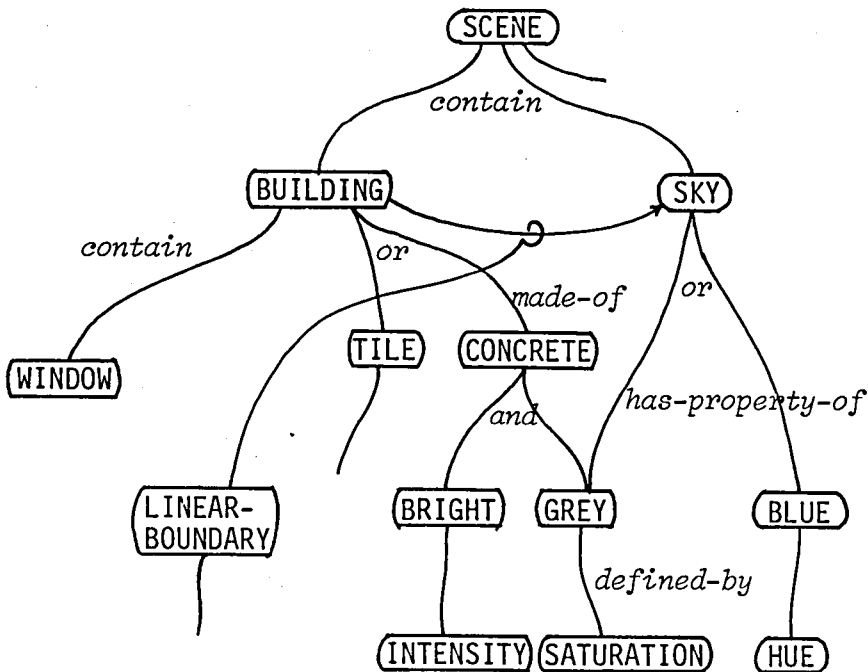 SCENE
contain
BUILDING
SKY
contain
or
or
made-of
TILE
CONCRETE
WINDOW
has-property-of
and
LINEAR-
BOUNDARY
BRIGHT
GREY
BLUE
defined-by
INTENSITY
SATURATION
HUE